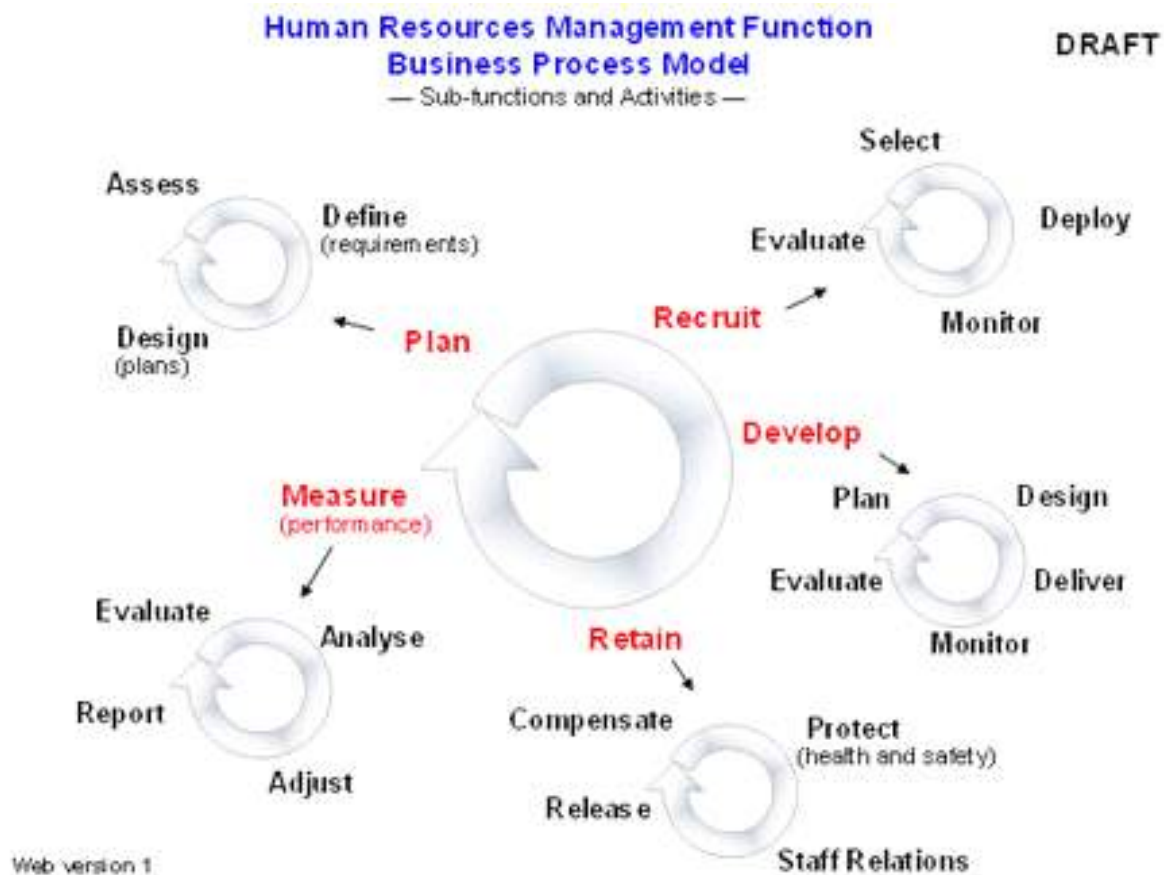 Human Resources Management Function
Business Process Model
— Sub-functions and Activities —
DRAFT
Assess
Define
(requirements)
Design
(plans)
Plan
Recruit
Select
Deploy
Evaluate
Monitor
Develop
Plan
Design
Evaluate
Deliver
Monitor
Measure
(performance)
Evaluate
Analyse
Report
Adjust
Retain
Compensate
Protect
(health and safety)
Release
Staff Relations
Web version 1